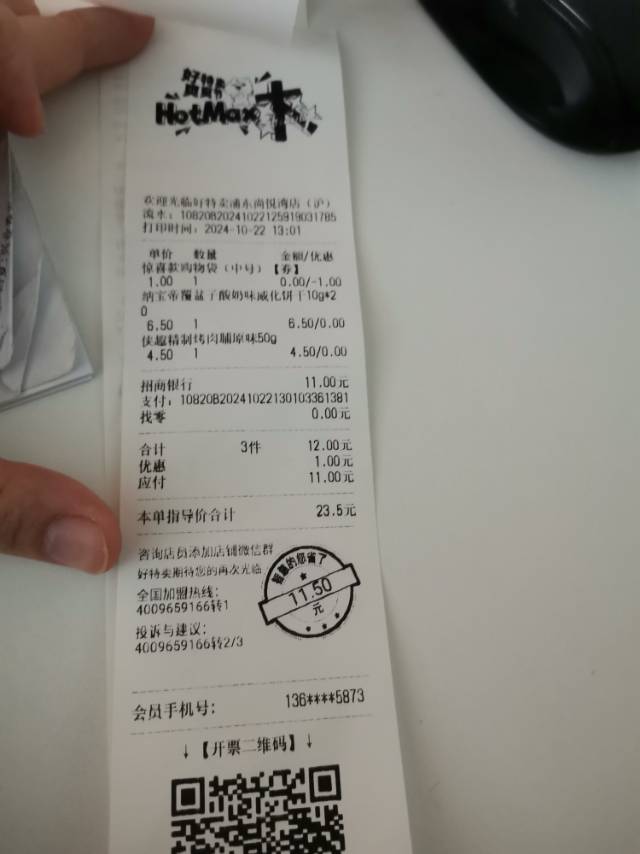 好特卖
HotMax
欢迎光临好特卖浦东尚悦湾店（沪）
流水：10820B20241022125919031785
打印时间：2024-10-22 13:01
单价 数量 金额/优惠
惊喜款购物袋（中号）【券】
1.00 1 0.00/-1.00
纳宝帝覆盆子酸奶味威化饼干10g*2
0
6.50 1 6.50/0.00
侠趣精制烤肉脯原味50g
4.50 1 4.50/0.00
招商银行 11.00元
支付：10820B20241022130103361381
找零 0.00元
合计 3件 12.00元
优惠 1.00元
应付 11.00元
本单指导价合计 23.5元
咨询店员添加店铺微信群
好特卖期待您的再次光临
全国加盟热线：
4009659166转1
投诉与建议：
4009659166转2/3
聪慧的您省了
11.50
元
会员手机号： 136****5873
↓【开票二维码】↓